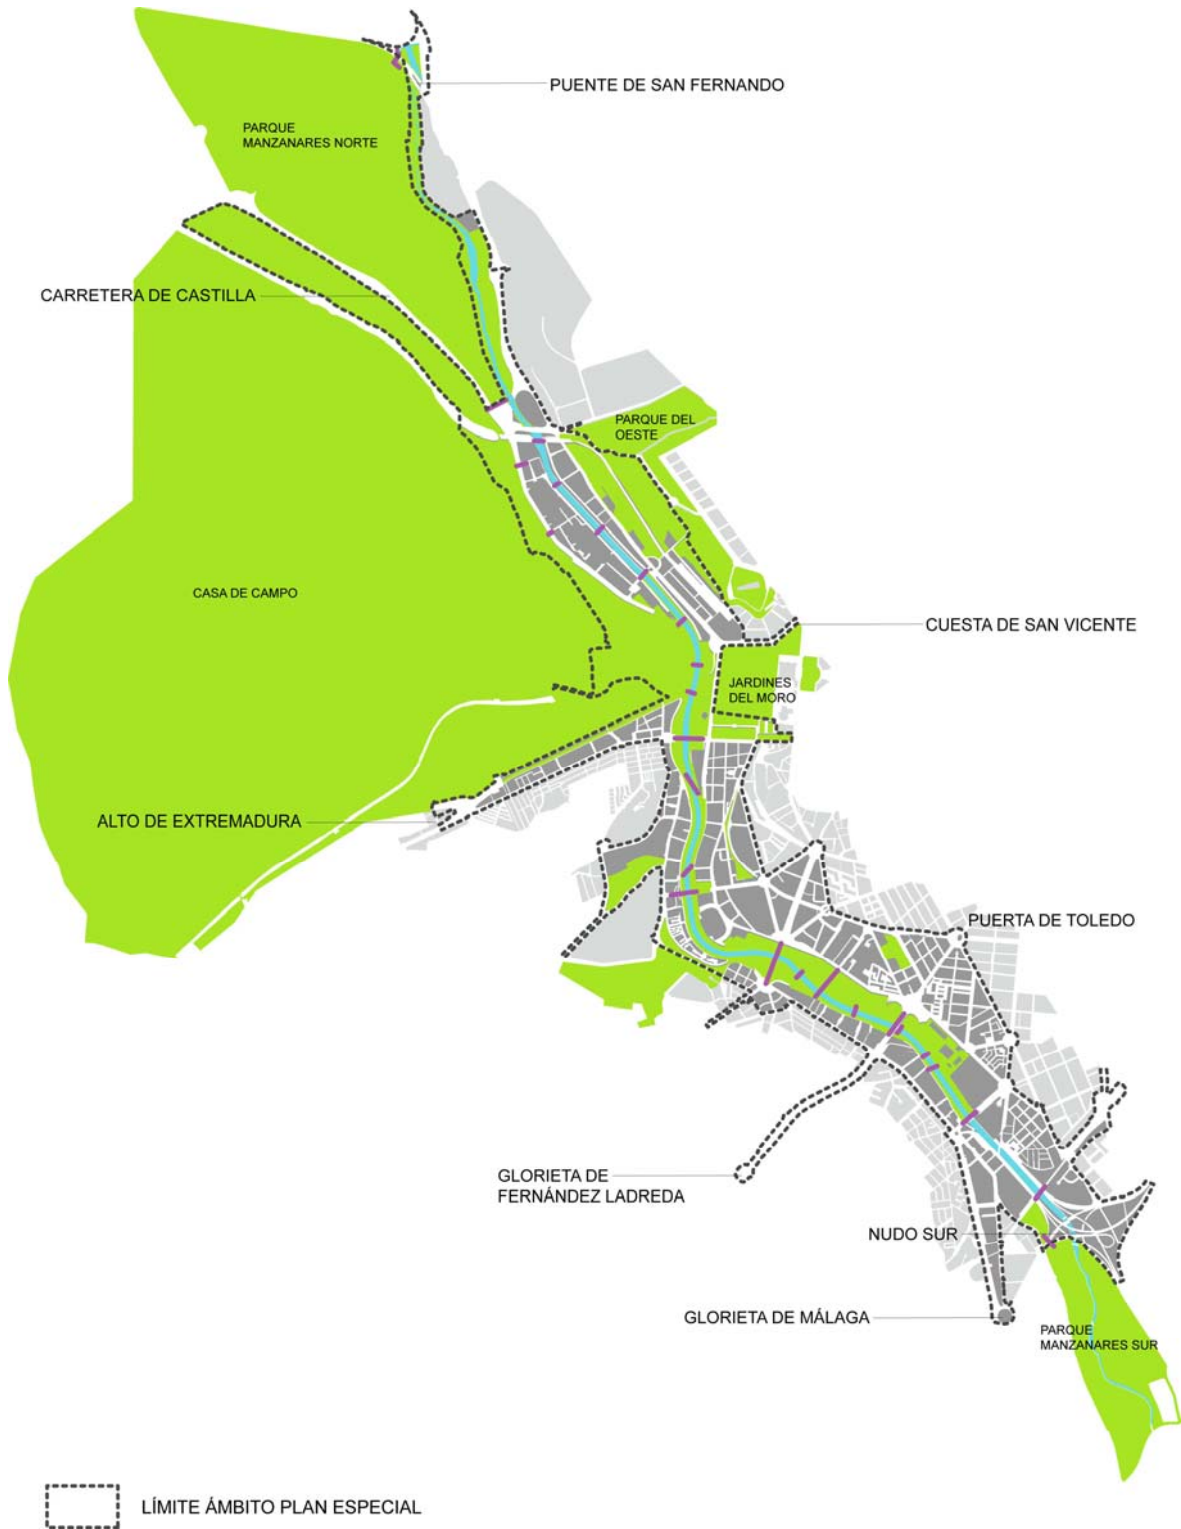 PUENTE DE SAN FERNANDO
PARQUE
MANZANARES NORTE
CARRETERA DE CASTILLA
PARQUE DEL
OESTE
CASA DE CAMPO
CUESTA DE SAN VICENTE
JARDINES
DEL MORO
ALTO DE EXTREMADURA
PUERTA DE TOLEDO
GLORIETA DE
FERNÁNDEZ LADREDA
NUDO SUR
GLORIETA DE MÁLAGA
PARQUE
MANZANARES SUR
LÍMITE ÁMBITO PLAN ESPECIAL